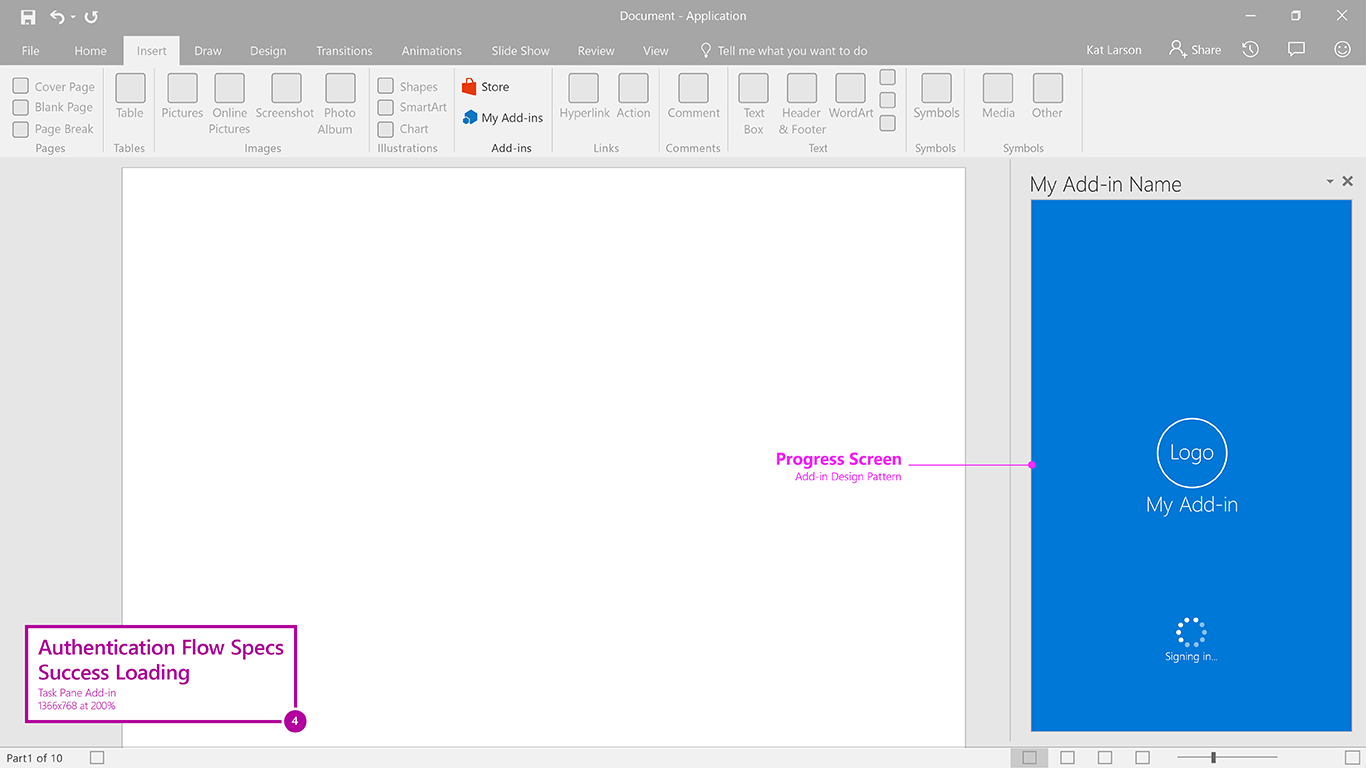 Document - Application
File Home Insert Draw Design Transitions Animations Slide Show Review View Tell me what you want to do Kat Larson Share
Cover Page
Blank Page
Page Break
Pages
Table
Tables
Pictures
Online
Pictures
Screenshot
Photo
Album
Images
Shapes
SmartArt
Chart
Illustrations
Store
My Add-ins
Add-ins
Hyperlink
Action
Links
Comment
Comments
Text
Box
Header
& Footer
WordArt
Text
Symbols
Symbols
Media
Other
Symbols
My Add-in Name
Progress Screen
Add-in Design Pattern
Logo
My Add-in
Signing in...
Authentication Flow Specs
Success Loading
Task Pane Add-in
1366x768 at 200%
4
Part1 of 10